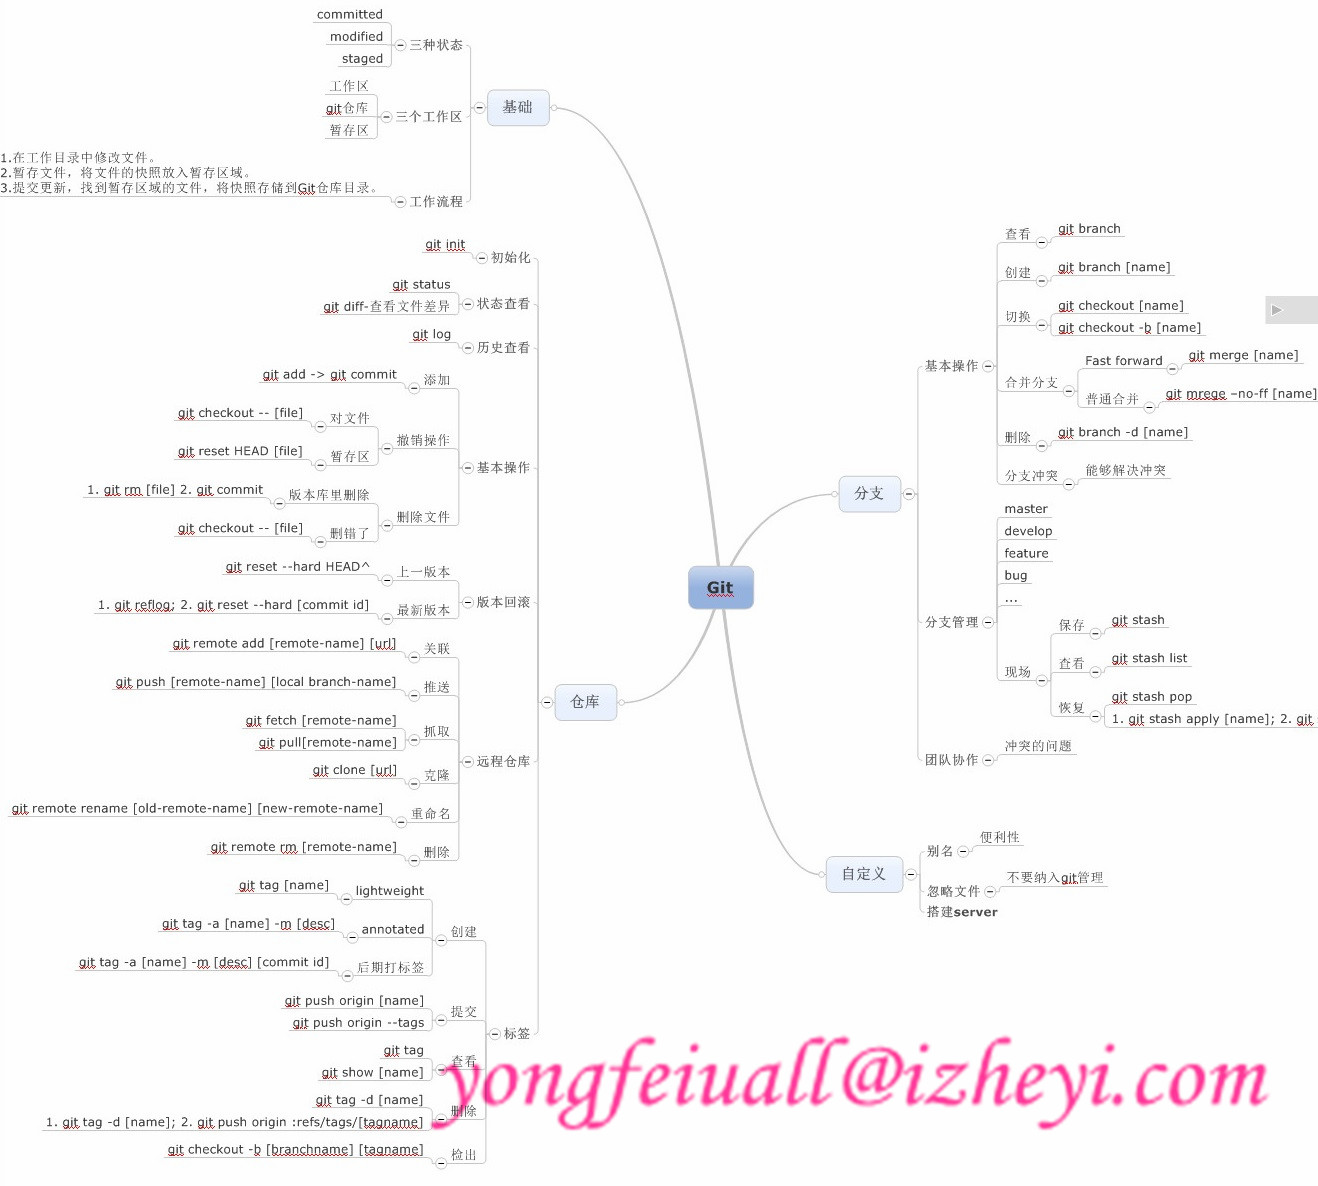 Git
基础
三种状态
committed
modified
staged
三个工作区
工作区
git仓库
暂存区
工作流程
1.在工作目录中修改文件。
2.暂存文件，将文件的快照放入暂存区域。
3.提交更新，找到暂存区域的文件，将快照存储到Git仓库目录。
仓库
初始化
git init
状态查看
git status
git diff-查看文件差异
历史查看
git log
基本操作
添加
git add -> git commit
撤销操作
对文件
git checkout -- [file]
暂存区
git reset HEAD [file]
删除文件
版本库里删除
1. git rm [file] 2. git commit
删错了
git checkout -- [file]
版本回滚
上一版本
git reset --hard HEAD^
最新版本
1. git reflog; 2. git reset --hard [commit id]
远程仓库
关联
git remote add [remote-name] [url]
推送
git push [remote-name] [local branch-name]
抓取
git fetch [remote-name]
git pull[remote-name]
克隆
git clone [url]
重命名
git remote rename [old-remote-name] [new-remote-name]
删除
git remote rm [remote-name]
标签
创建
lightweight
git tag [name]
annotated
git tag -a [name] -m [desc]
后期打标签
git tag -a [name] -m [desc] [commit id]
提交
git push origin [name]
git push origin --tags
查看
git tag
git show [name]
删除
git tag -d [name]
1. git tag -d [name]; 2. git push origin :refs/tags/[tagname]
检出
git checkout -b [branchname] [tagname]
分支
基本操作
查看
git branch
创建
git branch [name]
切换
git checkout [name]
git checkout -b [name]
合并分支
Fast forward
git merge [name]
普通合并
git mrege –no-ff [name]
删除
git branch -d [name]
分支冲突
能够解决冲突
分支管理
master
develop
feature
bug
...
现场
保存
git stash
查看
git stash list
恢复
git stash pop
1. git stash apply [name]; 2. git
团队协作
冲突的问题
自定义
别名
便利性
忽略文件
不要纳入git管理
搭建server
yongfeiuall@izheyi.com